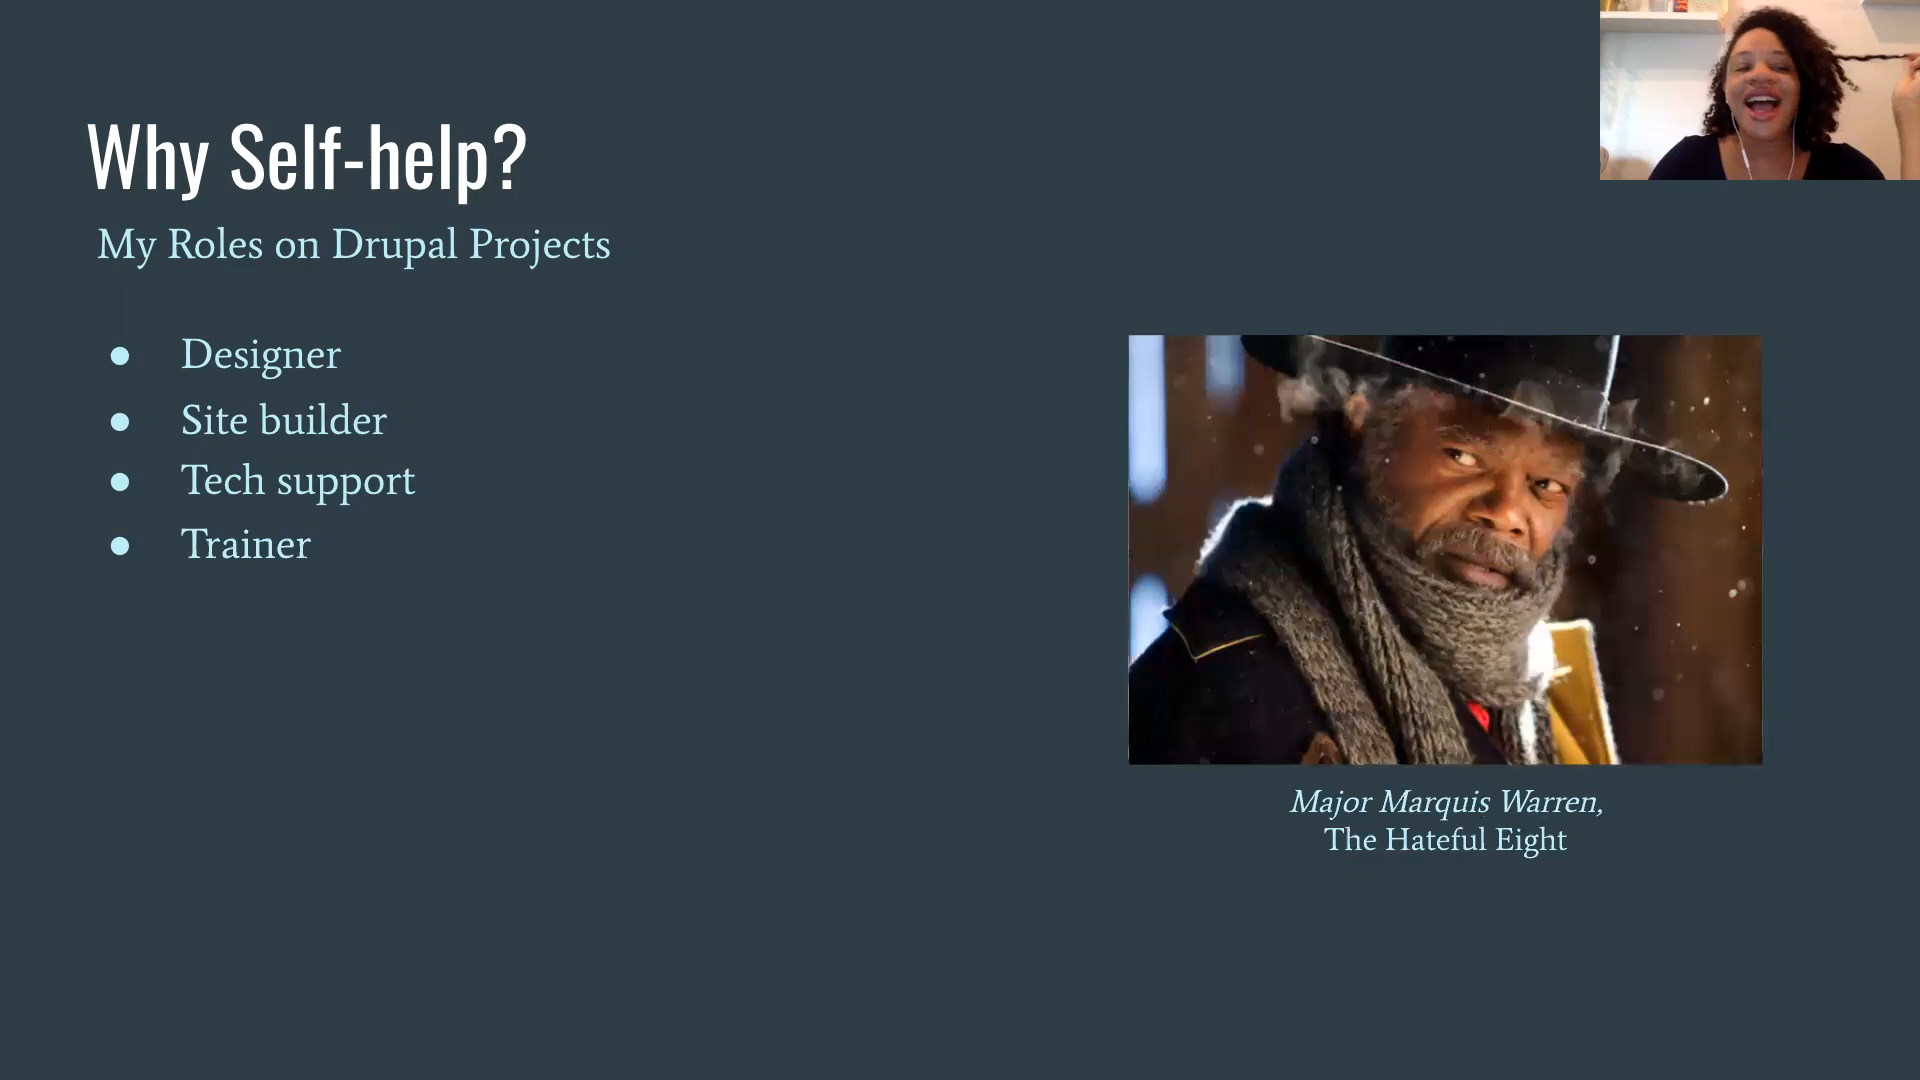 Why Self-help?
My Roles on Drupal Projects
● Designer
● Site builder
● Tech support
● Trainer
Major Marquis Warren,
The Hateful Eight